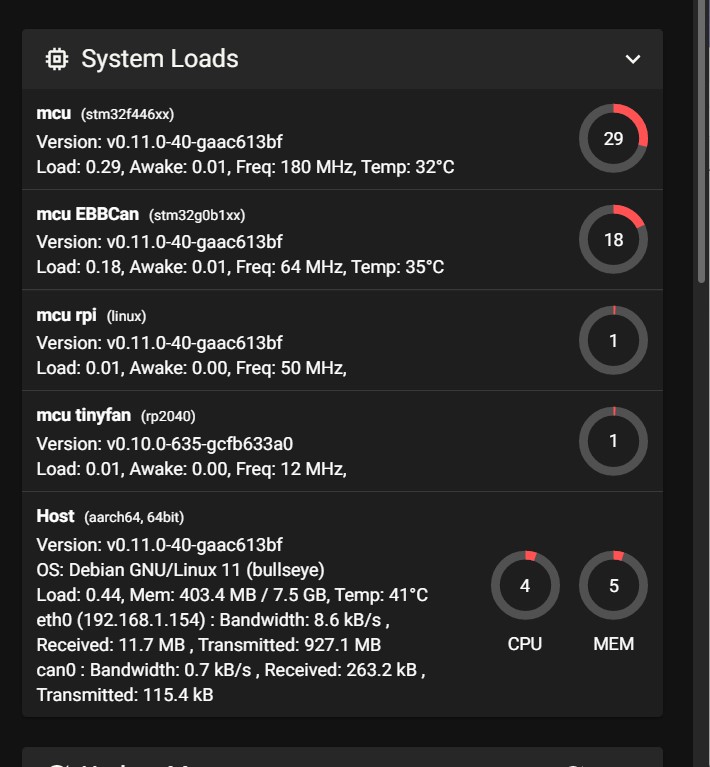 System Loads
mcu (stm32f446xx)
Version: v0.11.0-40-gaac613bf
Load: 0.29, Awake: 0.01, Freq: 180 MHz, Temp: 32°C
29
mcu EBBCan (stm32g0b1xx)
Version: v0.11.0-40-gaac613bf
Load: 0.18, Awake: 0.01, Freq: 64 MHz, Temp: 35°C
18
mcu rpi (linux)
Version: v0.11.0-40-gaac613bf
Load: 0.01, Awake: 0.00, Freq: 50 MHz,
1
mcu tinyfan (rp2040)
Version: v0.10.0-635-gcfb633a0
Load: 0.01, Awake: 0.00, Freq: 12 MHz,
1
Host (aarch64, 64bit)
Version: v0.11.0-40-gaac613bf
OS: Debian GNU/Linux 11 (bullseye)
Load: 0.44, Mem: 403.4 MB / 7.5 GB, Temp: 41°C
eth0 (192.168.1.154) : Bandwidth: 8.6 kB/s ,
Received: 11.7 MB , Transmitted: 927.1 MB
can0 : Bandwidth: 0.7 kB/s , Received: 263.2 kB ,
Transmitted: 115.4 kB
4
CPU
5
MEM